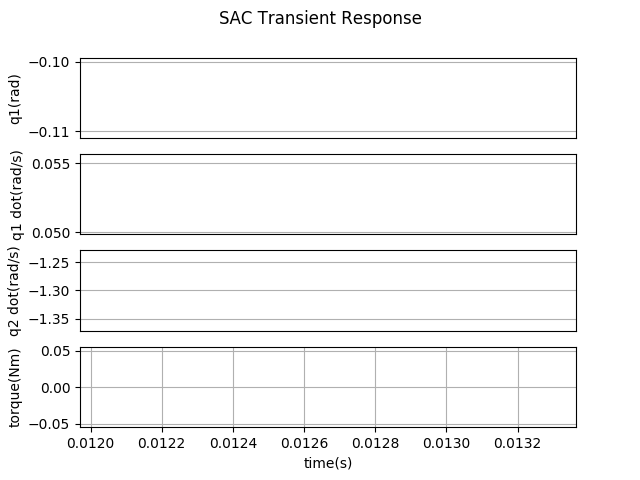 SAC Transient Response
−0.10
−0.11
q1(rad)
0.055
0.050
q1 dot(rad/s)
−1.25
−1.30
−1.35
q2 dot(rad/s)
0.05
0.00
−0.05
torque(Nm)
0.0120 0.0122 0.0124 0.0126 0.0128 0.0130 0.0132
time(s)